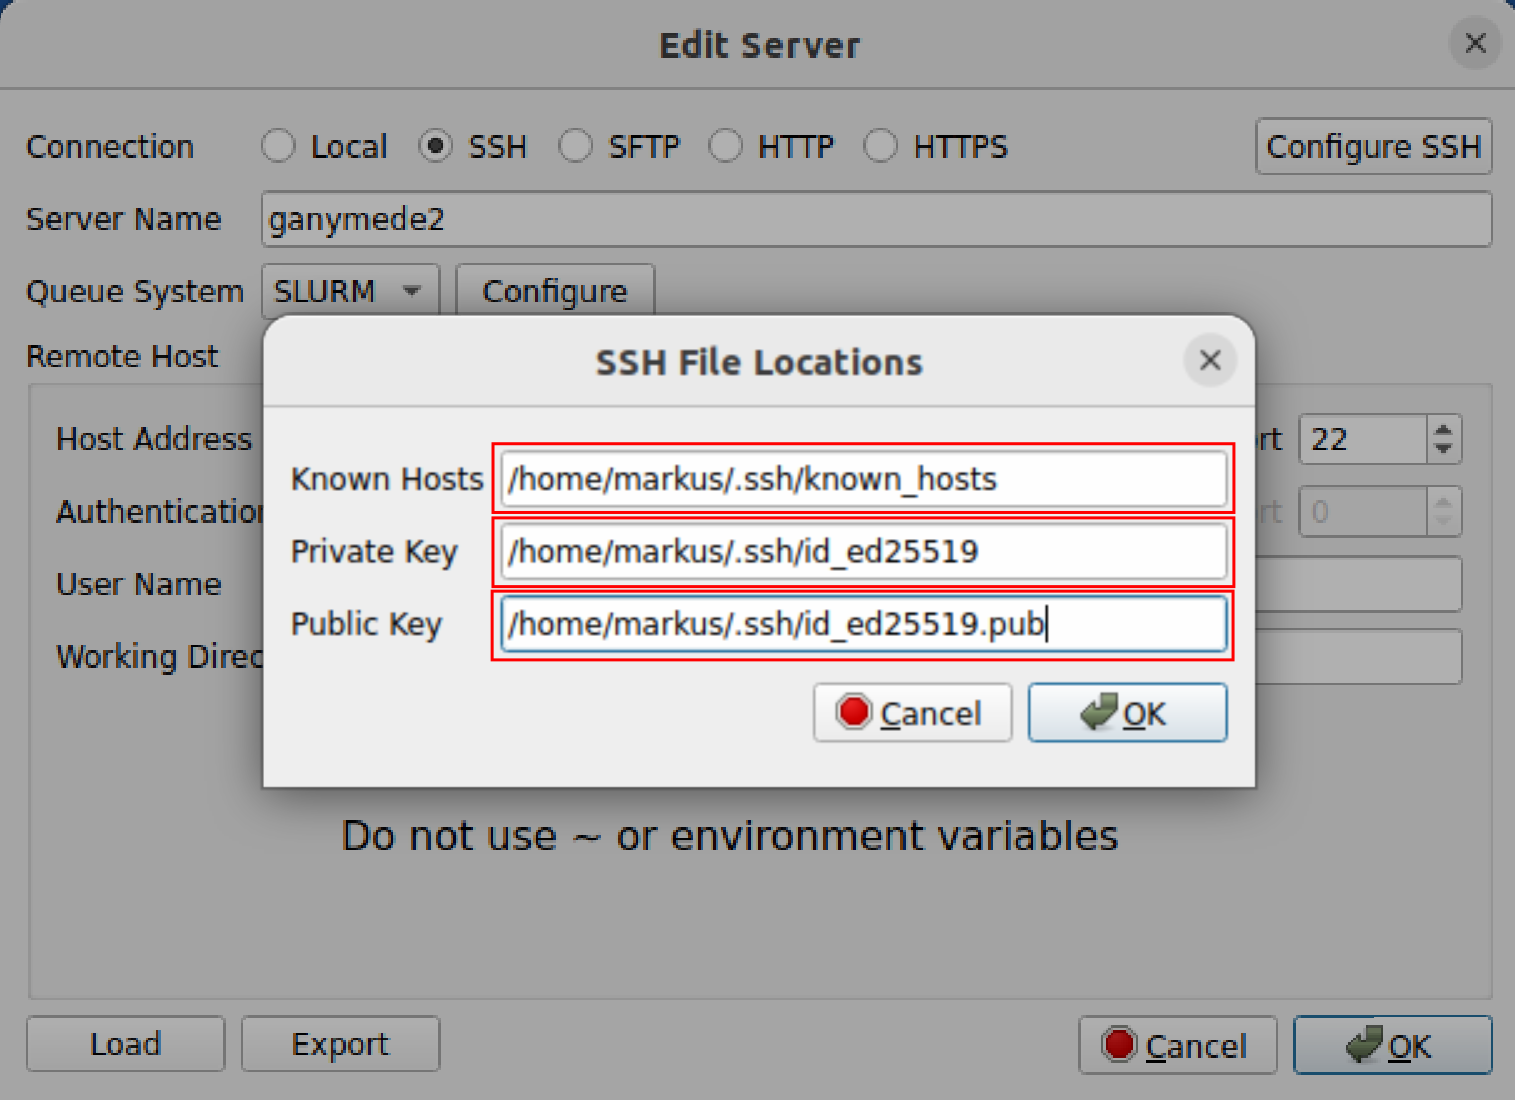 Edit Server
Connection Local SSH SFTP HTTP HTTPS Configure SSH
Server Name ganymede2
Queue System SLURM Configure
Remote Host
SSH File Locations
Host Address rt 22
Known Hosts /home/markus/.ssh/known_hosts
Authentication rt 0
Private Key /home/markus/.ssh/id_ed25519
User Name
Public Key /home/markus/.ssh/id_ed25519.pub
Working Direc
Cancel OK
Do not use ~ or environment variables
Load Export Cancel OK